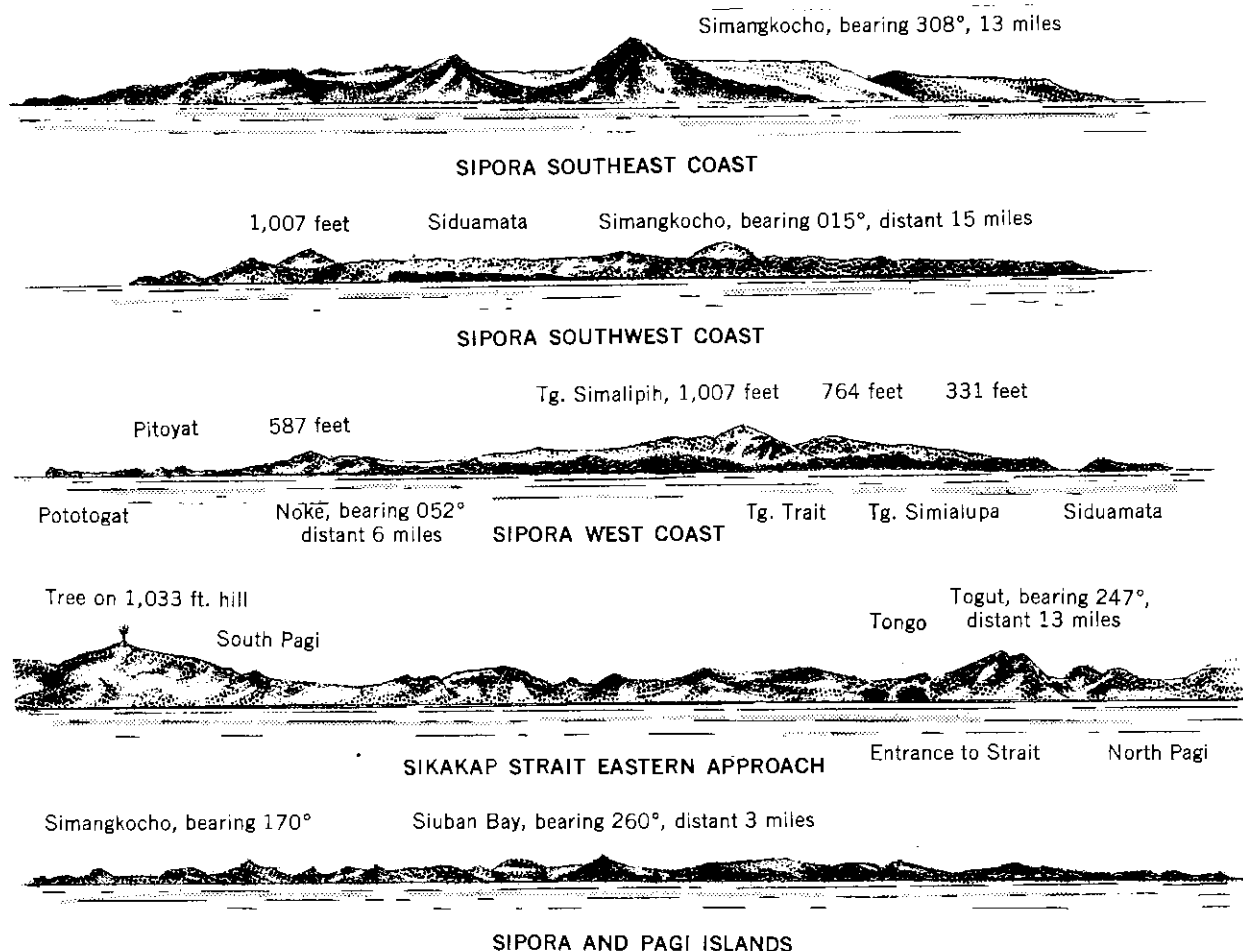 Simangkocho, bearing 308°, 13 miles
SIPORA SOUTHEAST COAST
1,007 feet Siduamata Simangkocho, bearing 015°, distant 15 miles
SIPORA SOUTHWEST COAST
Tg. Simalipih, 1,007 feet 764 feet 331 feet
Pitoyat 587 feet
Pototogat Noke, bearing 052° Tg. Trait Tg. Simialupa Siduamata
distant 6 miles
SIPORA WEST COAST
Tree on 1,033 ft. hill Togut, bearing 247°,
South Pagi Tongo distant 13 miles
Entrance to Strait North Pagi
SIKAKAP STRAIT EASTERN APPROACH
Simangkocho, bearing 170° Siuban Bay, bearing 260°, distant 3 miles
SIPORA AND PAGI ISLANDS